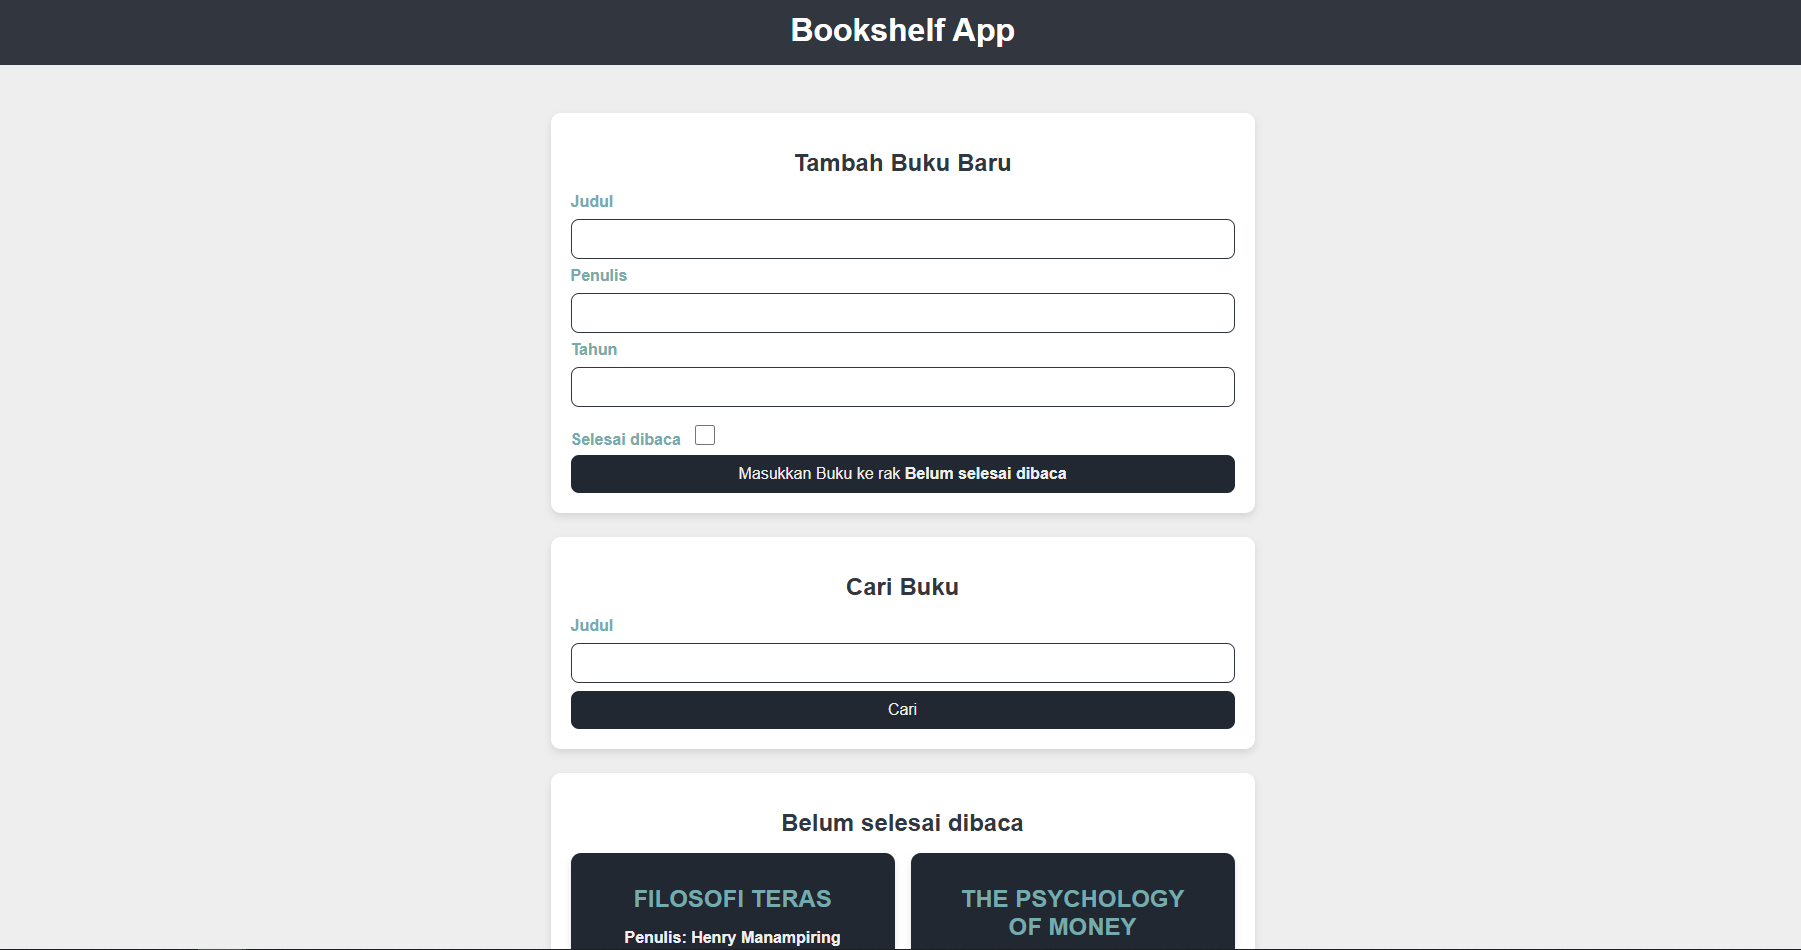 Bookshelf App
Tambah Buku Baru
Judul
Penulis
Tahun
Selesai dibaca
Masukkan Buku ke rak Belum selesai dibaca
Cari Buku
Judul
Cari
Belum selesai dibaca
FILOSOFI TERAS
Penulis: Henry Manampiring
THE PSYCHOLOGY
OF MONEY